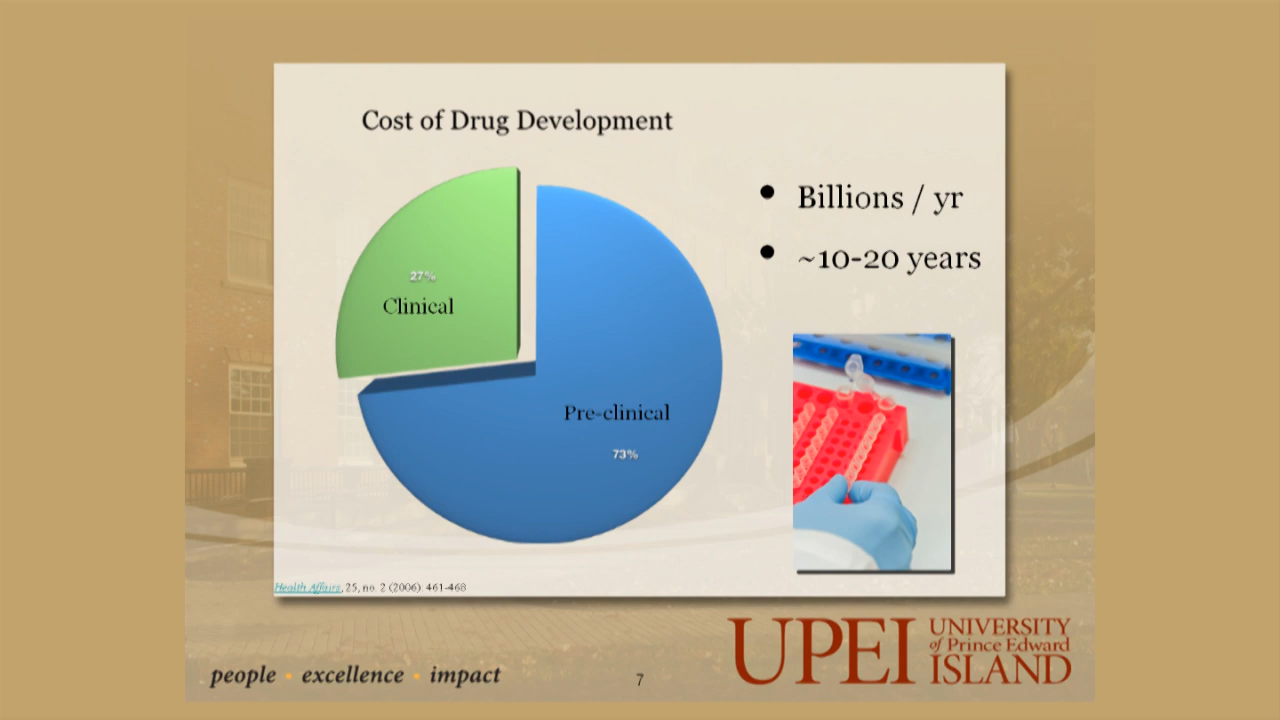 Cost of Drug Development
Billions / yr
~10-20 years
27%
Clinical
Pre-clinical
73%
Health Affairs, 25, no. 2 (2006): 461-468
UPEI UNIVERSITY
of Prince Edward
ISLAND
people • excellence • impact
7